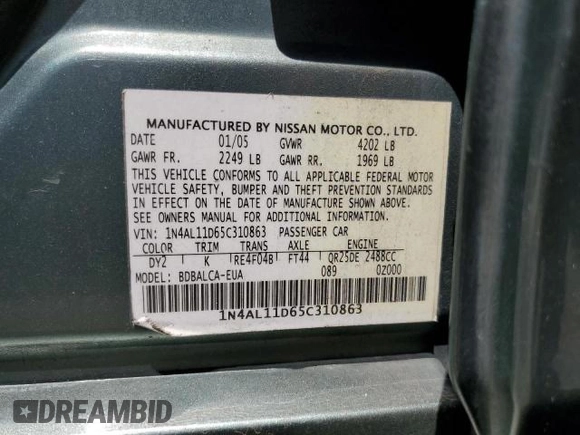 MANUFACTURED BY NISSAN MOTOR CO., LTD.
DATE 01/05 GVWR 4202 LB
GAWR FR. 2249 LB GAWR RR. 1969 LB
THIS VEHICLE CONFORMS TO ALL APPLICABLE FEDERAL MOTOR
VEHICLE SAFETY, BUMPER AND THEFT PREVENTION STANDARDS
IN EFFECT ON THE DATE OF MANUFACTURE SHOWN ABOVE.
SEE OWNERS MANUAL FOR ADDITIONAL INFORMATION.
VIN: 1N4AL11D65C310863 PASSENGER CAR
COLOR TRIM TRANS AXLE ENGINE
DY2 K RE4F04B FT44 QR25DE 2488CC
MODEL: BDBALCA-EUA 089 0Z000
1N4AL11D65C310863
DREAMBID